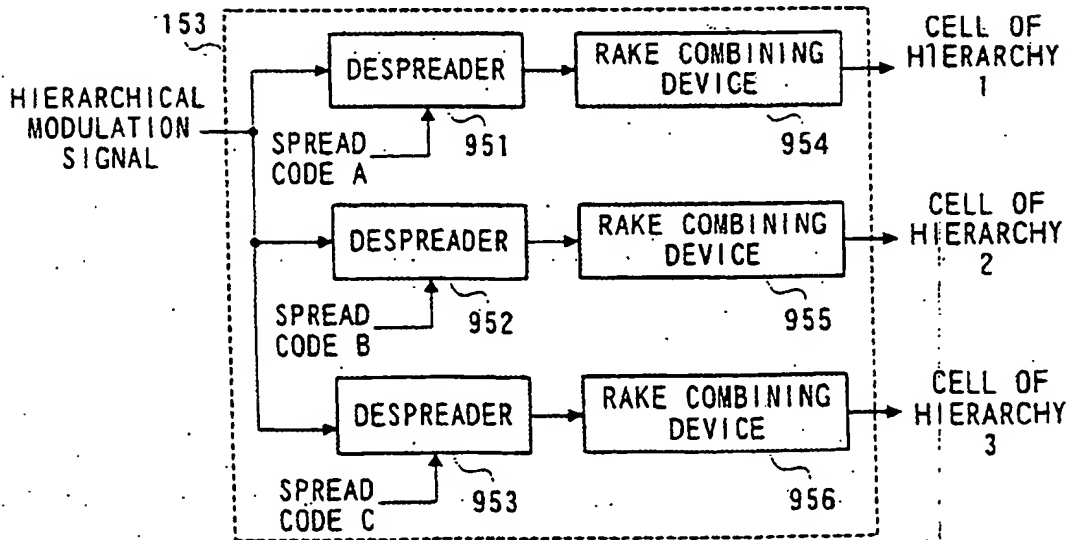 153
HIERARCHICAL
MODULATION
SIGNAL
DESPREADER
951
SPREAD
CODE A
RAKE COMBINING
DEVICE
954
CELL OF
HIERARCHY
1
DESPREADER
952
SPREAD
CODE B
RAKE COMBINING
DEVICE
955
CELL OF
HIERARCHY
2
DESPREADER
953
SPREAD
CODE C
RAKE COMBINING
DEVICE
956
CELL OF
HIERARCHY
3